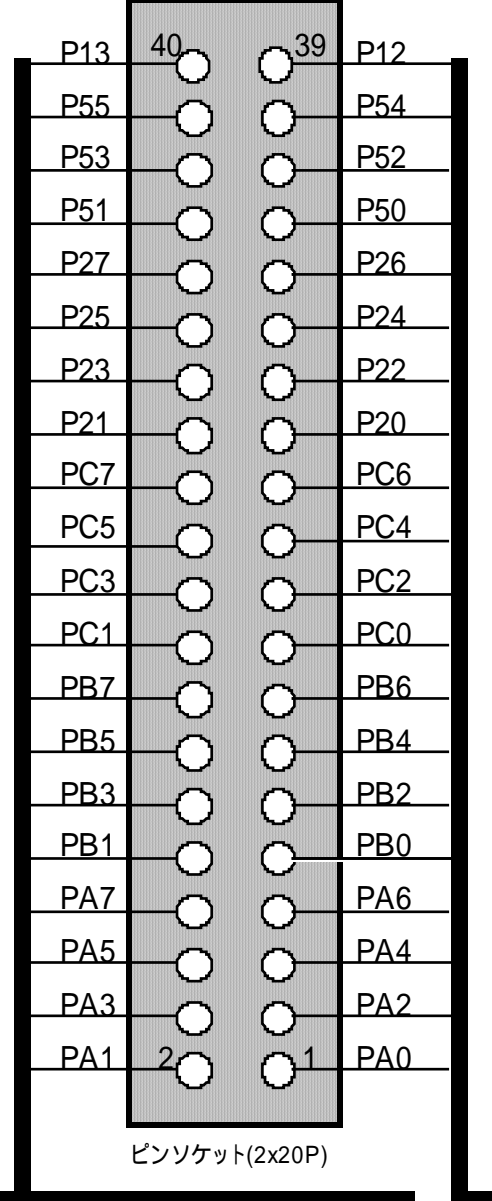 P13 40 39 P12
P55 P54
P53 P52
P51 P50
P27 P26
P25 P24
P23 P22
P21 P20
PC7 PC6
PC5 PC4
PC3 PC2
PC1 PC0
PB7 PB6
PB5 PB4
PB3 PB2
PB1 PB0
PA7 PA6
PA5 PA4
PA3 PA2
PA1 2 1 PA0
ピンソケット(2x20P)